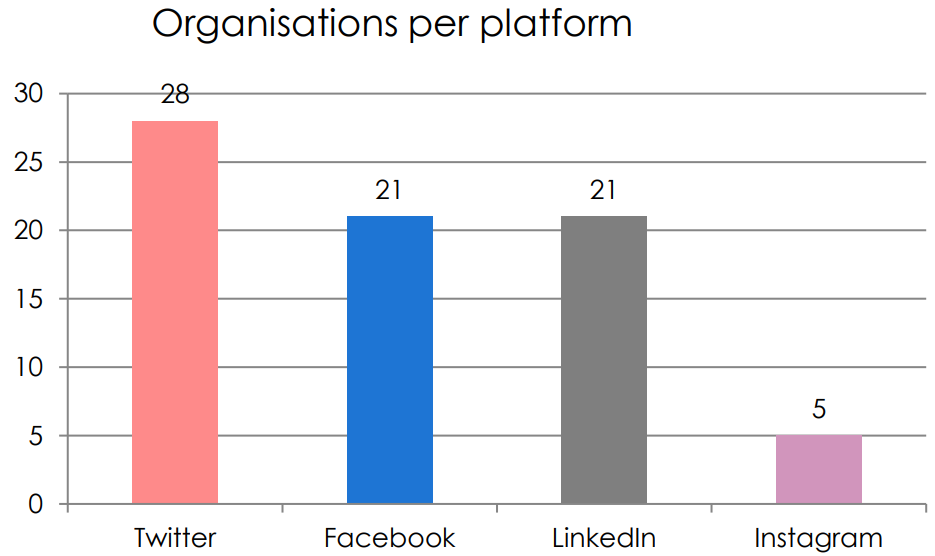 Organisations per platform
30
25
20
15
10
5
0
28
21
21
5
Twitter
Facebook
LinkedIn
Instagram